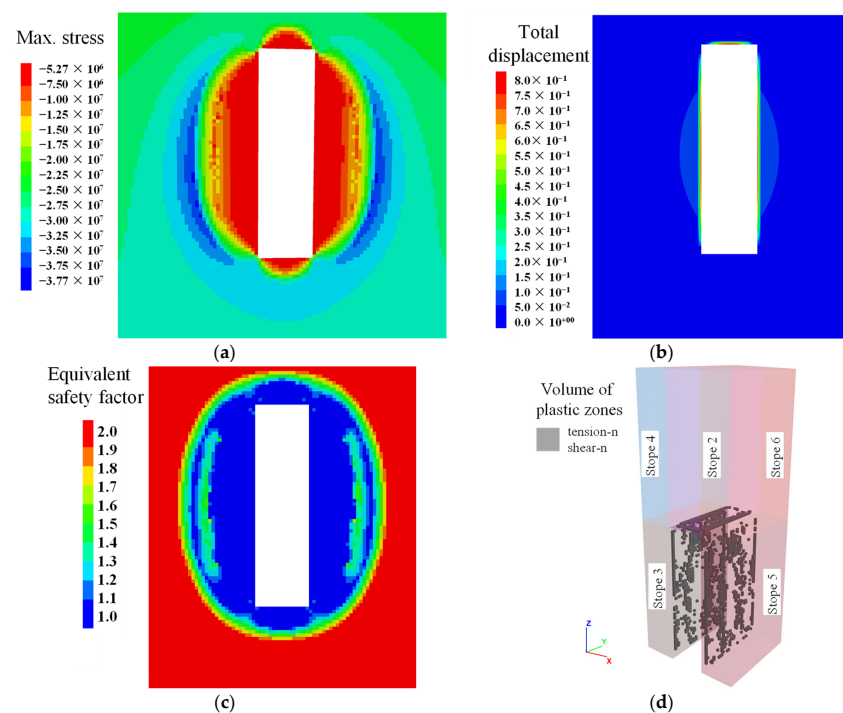 Max. stress
−5.27 × 10⁶
−7.50 × 10⁶
−1.00 × 10⁷
−1.25 × 10⁷
−1.50 × 10⁷
−1.75 × 10⁷
−2.00 × 10⁷
−2.25 × 10⁷
−2.50 × 10⁷
−2.75 × 10⁷
−3.00 × 10⁷
−3.25 × 10⁷
−3.50 × 10⁷
−3.75 × 10⁷
−3.77 × 10⁷
(a)
Total
displacement
8.0 × 10⁻¹
7.5 × 10⁻¹
7.0 × 10⁻¹
6.5 × 10⁻¹
6.0 × 10⁻¹
5.5 × 10⁻¹
5.0 × 10⁻¹
4.5 × 10⁻¹
4.0 × 10⁻¹
3.5 × 10⁻¹
3.0 × 10⁻¹
2.5 × 10⁻¹
2.0 × 10⁻¹
1.5 × 10⁻¹
1.0 × 10⁻¹
5.0 × 10⁻²
0.0 × 10⁺⁰⁰
(b)
Equivalent
safety factor
2.0
1.9
1.8
1.7
1.6
1.5
1.4
1.3
1.2
1.1
1.0
(c)
Volume of
plastic zones
tension-n
shear-n
Stope 4
Stope 2
Stope 6
Stope 3
Stope 5
Z
Y
X
(d)